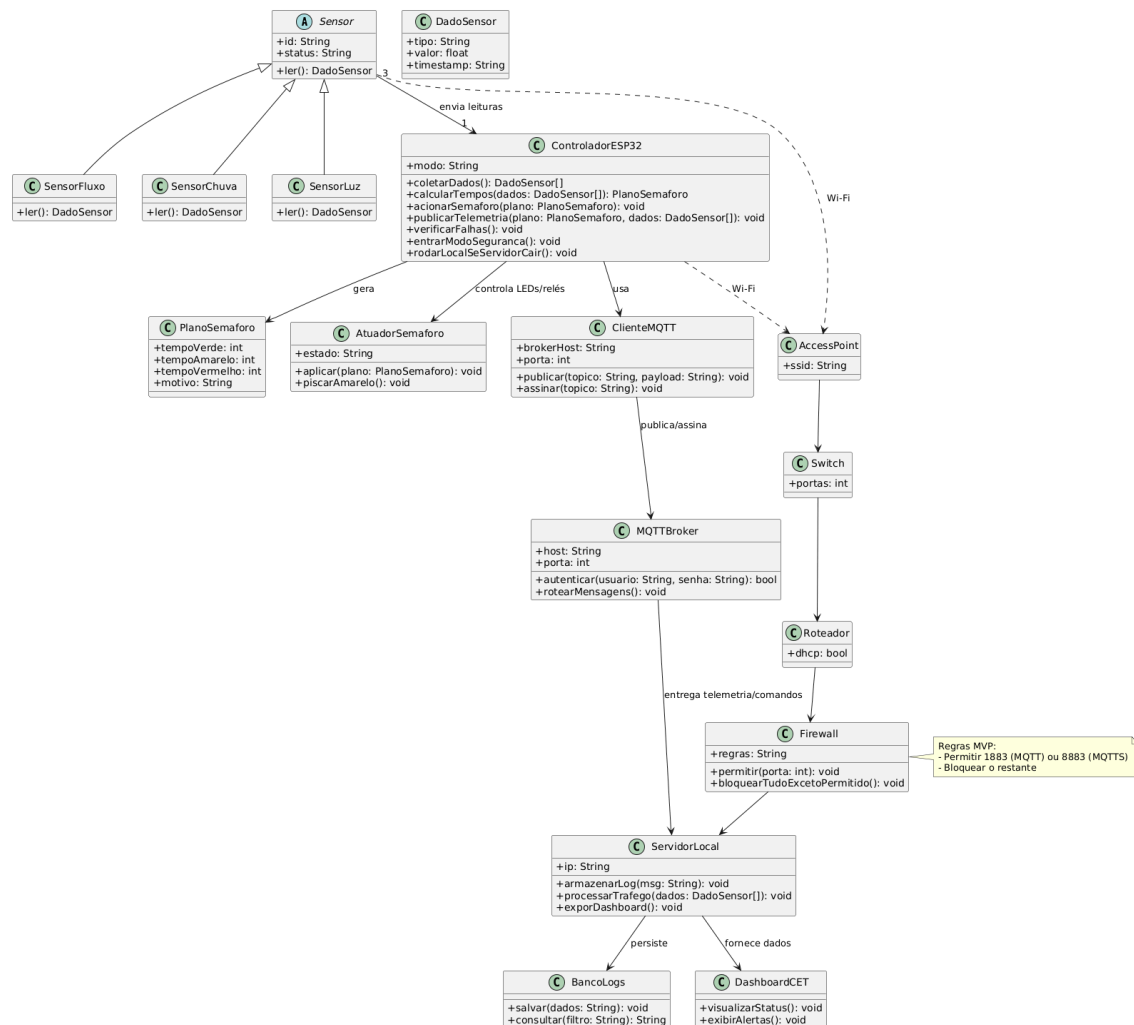 A Sensor
+id: String
+status: String
+ler(): DadoSensor
C DadoSensor
+tipo: String
+valor: float
+timestamp: String
3
envia leituras
1
Wi-Fi
C SensorFluxo
+ler(): DadoSensor
C SensorChuva
+ler(): DadoSensor
C SensorLuz
+ler(): DadoSensor
C ControladorESP32
+modo: String
+coletarDados(): DadoSensor[]
+calcularTempos(dados: DadoSensor[]): PlanoSemaforo
+acionarSemaforo(plano: PlanoSemaforo): void
+publicarTelemetria(plano: PlanoSemaforo, dados: DadoSensor[]): void
+verificarFalhas(): void
+entrarModoSeguranca(): void
+rodarLocalSeServidorCair(): void
gera
controla LEDs/relés
usa
Wi-Fi
C PlanoSemaforo
+tempoVerde: int
+tempoAmarelo: int
+tempoVermelho: int
+motivo: String
C AtuadorSemaforo
+estado: String
+aplicar(plano: PlanoSemaforo): void
+piscarAmarelo(): void
C ClienteMQTT
+brokerHost: String
+porta: int
+publicar(topico: String, payload: String): void
+assinar(topico: String): void
C AccessPoint
+ssid: String
publica/assina
C Switch
+portas: int
C MQTTBroker
+host: String
+porta: int
+autenticar(usuario: String, senha: String): bool
+rotearMensagens(): void
C Roteador
+dhcp: bool
entrega telemetria/comandos
C Firewall
+regras: String
+permitir(porta: int): void
+bloquearTudoExcetoPermitido(): void
Regras MVP:
- Permitir 1883 (MQTT) ou 8883 (MQTTS)
- Bloquear o restante
C ServidorLocal
+ip: String
+armazenarLog(msg: String): void
+processarTrafego(dados: DadoSensor[]): void
+exporDashboard(): void
persiste
fornece dados
C BancoLogs
+salvar(dados: String): void
+consultar(filtro: String): String
C DashboardCET
+visualizarStatus(): void
+exibirAlertas(): void